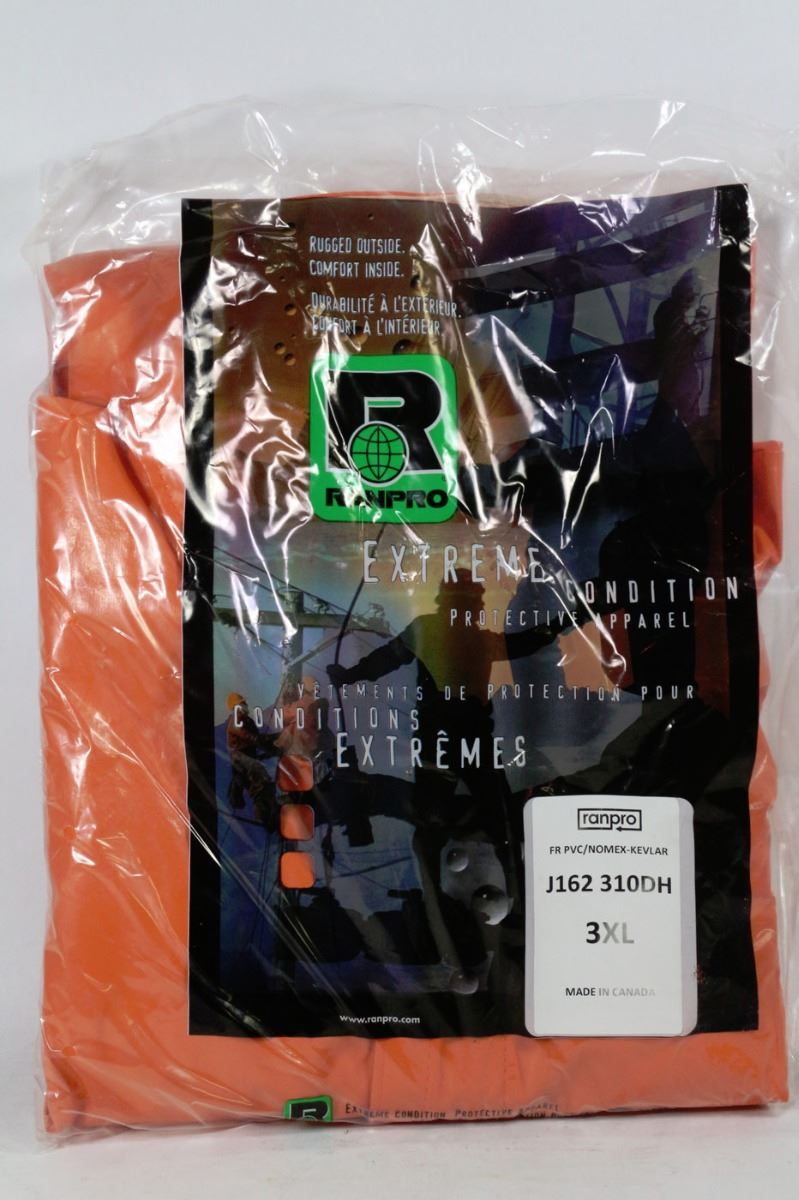 RUGGED OUTSIDE.
COMFORT INSIDE.
DURABILITÉ À L'EXTÉRIEUR.
CONFORT À L'INTÉRIEUR.
R
RANPRO
EXTREME
CONDITION
PROTECTIVE APPAREL
VÊTEMENTS DE PROTECTION POUR
CONDITIONS
EXTRÊMES
ranpro
FR PVC/NOMEX-KEVLAR
J162 310DH
3XL
MADE IN CANADA
www.ranpro.com
R
EXTREME CONDITION PROTECTIVE APPAREL